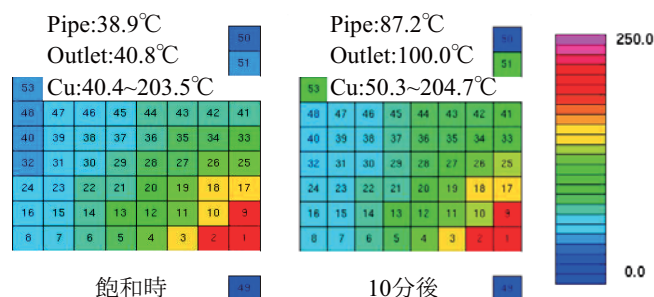 Pipe:38.9℃
Outlet:40.8℃
Cu:40.4~203.5℃
50
51
53
48 47 46 45 44 43 42 41
40 39 38 37 36 35 34 33
32 31 30 29 28 27 26 25
24 23 22 21 20 19 18 17
16 15 14 13 12 11 10 9
8 7 6 5 4 3 2 1
飽和時
49
Pipe:87.2℃
Outlet:100.0℃
Cu:50.3~204.7℃
50
51
53
48 47 46 45 44 43 42 41
40 39 38 37 36 35 34 33
32 31 30 29 28 27 26 25
24 23 22 21 20 19 18 17
16 15 14 13 12 11 10 9
8 7 6 5 4 3 2 1
10分後
49
250.0
0.0